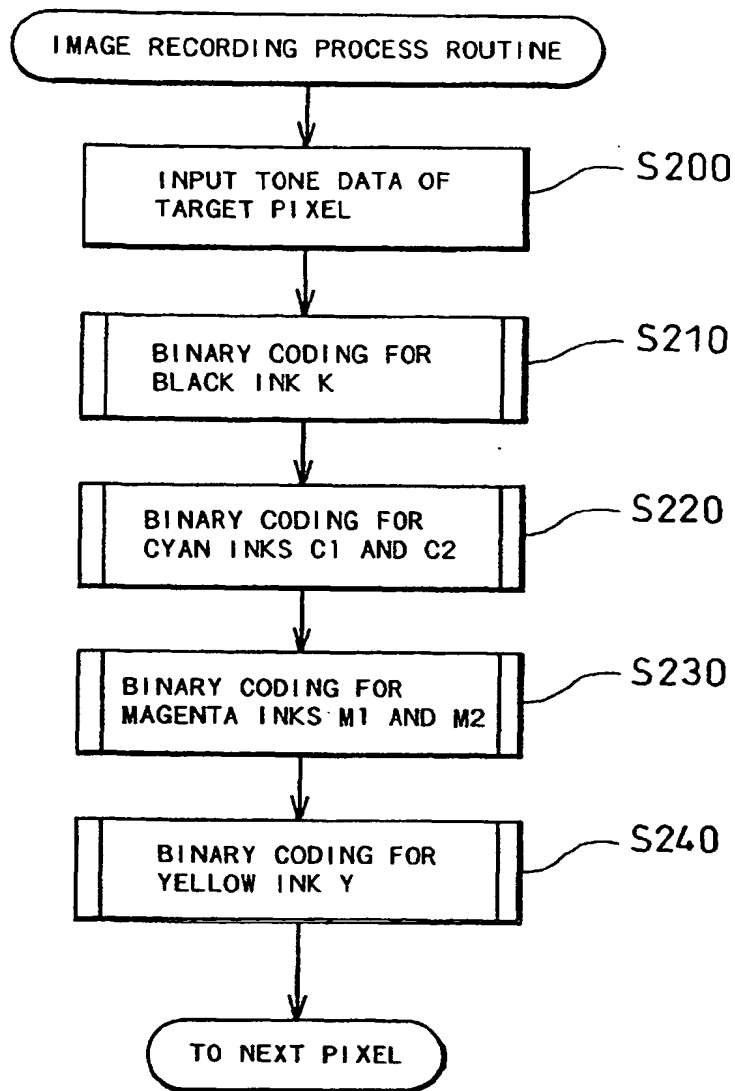 IMAGE RECORDING PROCESS ROUTINE
INPUT TONE DATA OF
TARGET PIXEL
S200
BINARY CODING FOR
BLACK INK K
S210
BINARY CODING FOR
CYAN INKS C1 AND C2
S220
BINARY CODING FOR
MAGENTA INKS M1 AND M2
S230
BINARY CODING FOR
YELLOW INK Y
S240
TO NEXT PIXEL